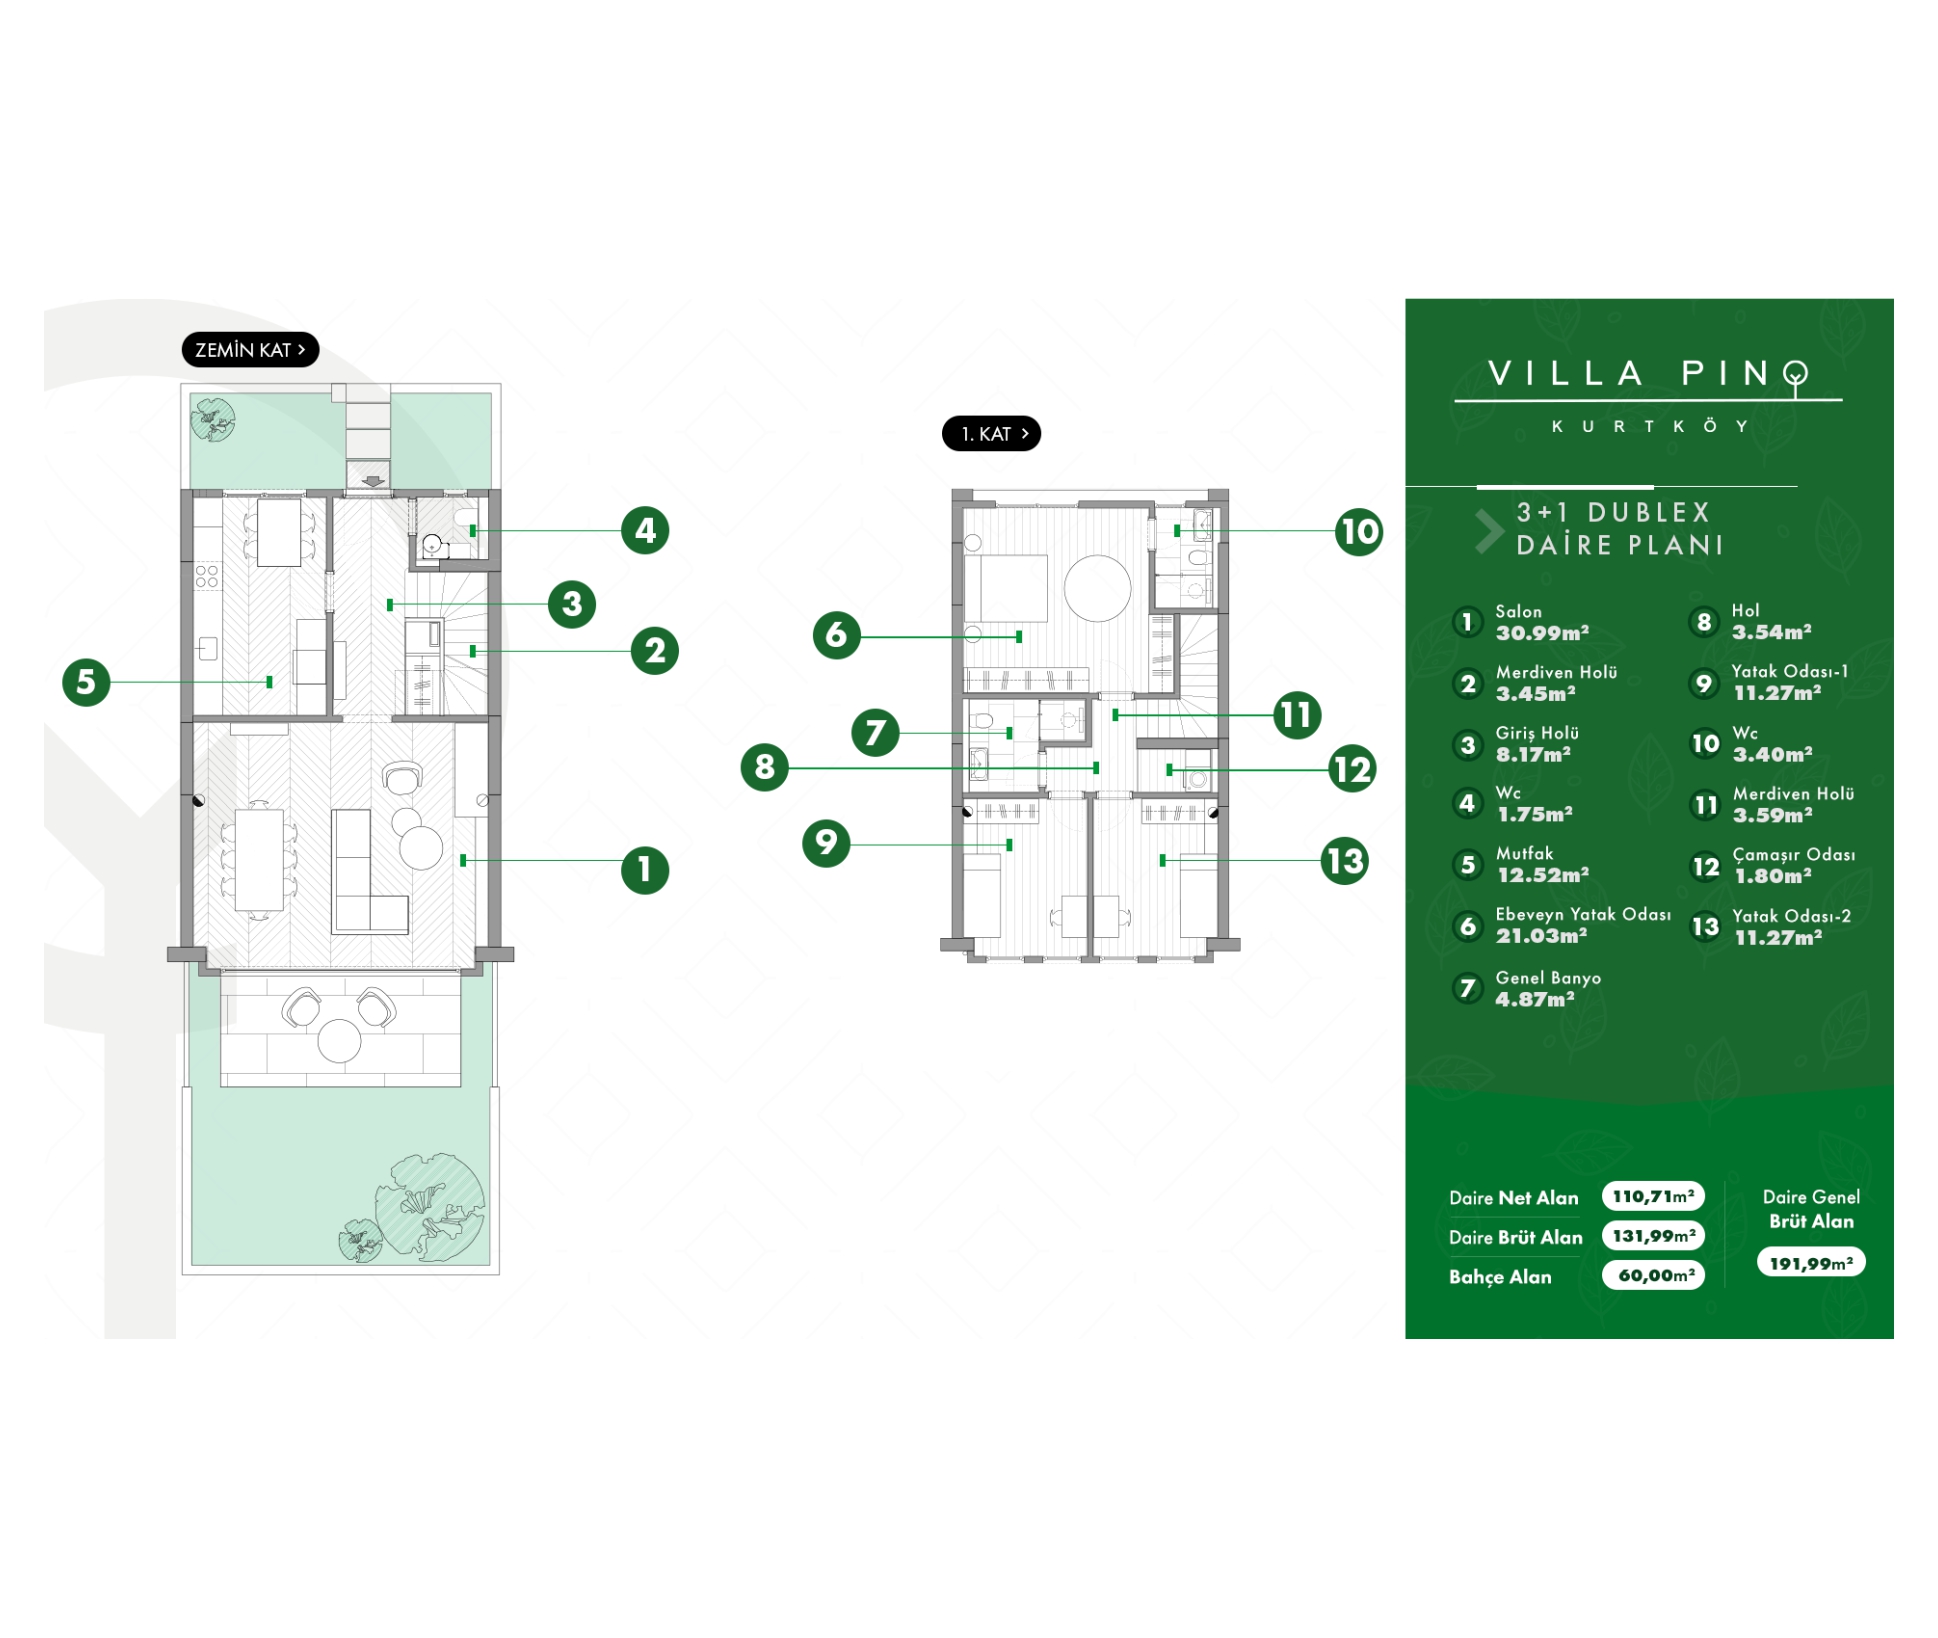 ZEMİN KAT >
4
3
2
5
1
1. KAT >
10
6
11
7
8
12
9
13
VILLA PINO
KURTKÖY
3+1 DUBLEX
DAİRE PLANI
1 Salon
30.99m²
2 Merdiven Holü
3.45m²
3 Giriş Holü
8.17m²
4 Wc
1.75m²
5 Mutfak
12.52m²
6 Ebeveyn Yatak Odası
21.03m²
7 Genel Banyo
4.87m²
8 Hol
3.54m²
9 Yatak Odası-1
11.27m²
10 Wc
3.40m²
11 Merdiven Holü
3.59m²
12 Çamaşır Odası
1.80m²
13 Yatak Odası-2
11.27m²
Daire Net Alan 110,71m²
Daire Brüt Alan 131,99m²
Bahçe Alan 60,00m²
Daire Genel
Brüt Alan
191,99m²